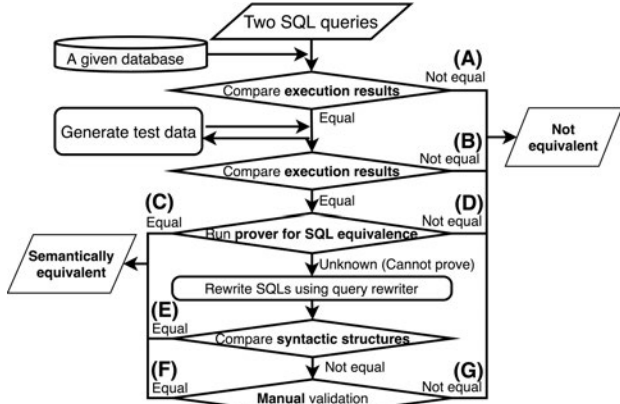 Two SQL queries
A given database
(A)
Not equal
Compare execution results
Equal
Generate test data
(B)
Not equal
Not
equivalent
Compare execution results
Equal
(C)
Equal
(D)
Not equal
Run prover for SQL equivalence
Semantically
equivalent
Unknown (Cannot prove)
Rewrite SQLs using query rewriter
(E)
Equal
Compare syntactic structures
Not equal
(F)
Equal
(G)
Not equal
Manual validation